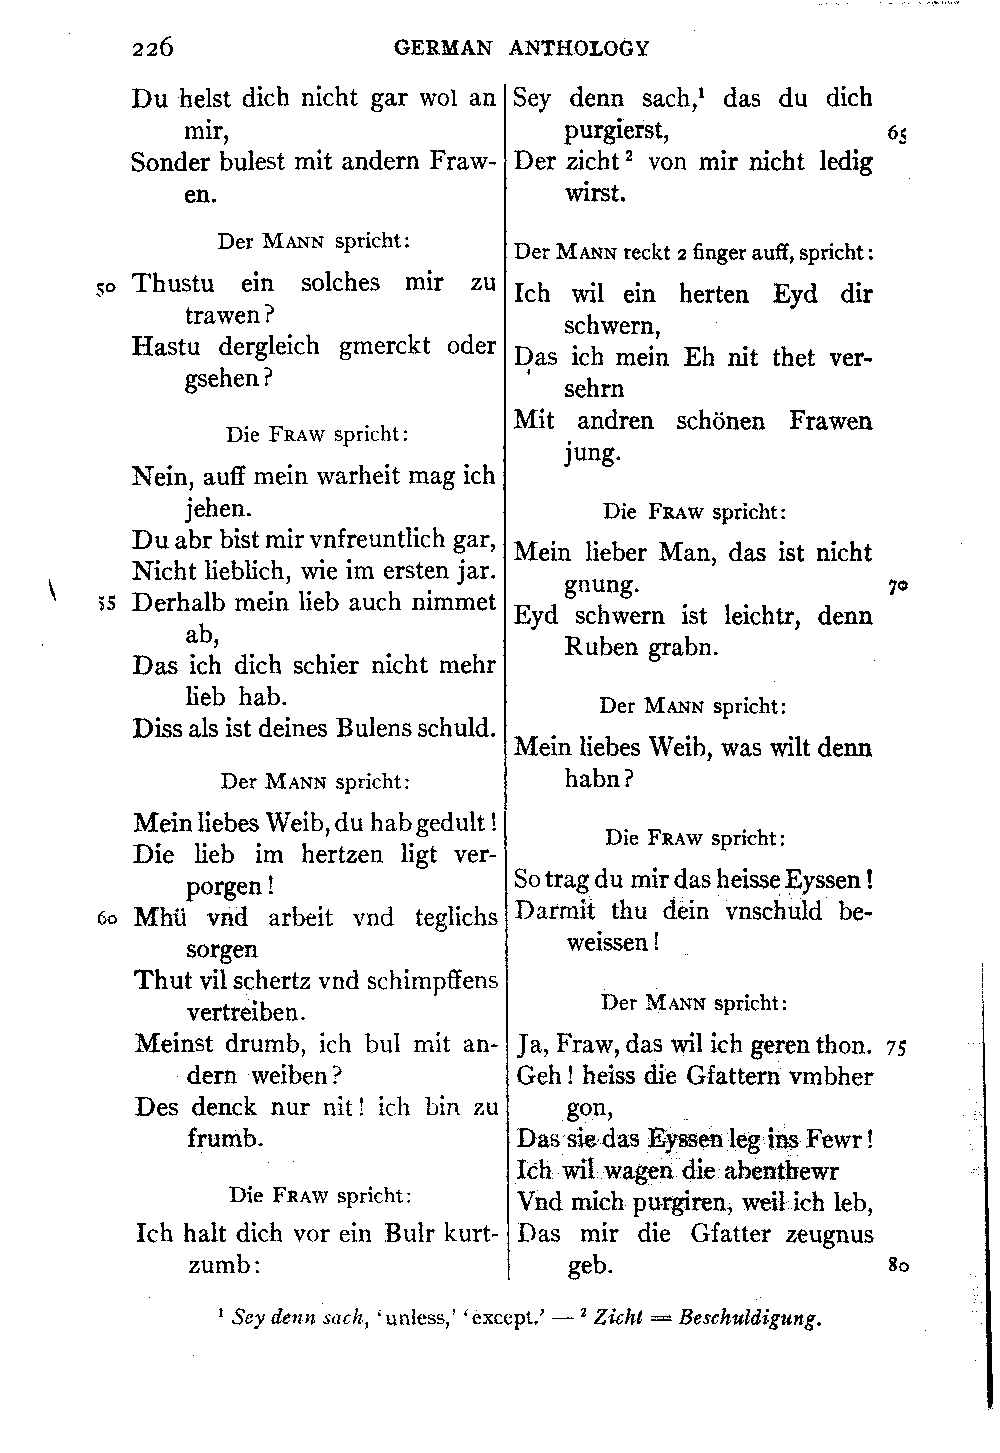 226
GERMAN ANTHOLOGY
Du helst dich nicht gar wol an
mir,
Sonder bulest mit andern Fraw-
en.
Der MANN spricht:
50 Thustu ein solches mir zu
trawen?
Hastu dergleich gmerckt oder
gsehen?
Die FRAW spricht:
Nein, auff mein warheit mag ich
jehen.
Du abr bist mir vnfreuntlich gar,
Nicht lieblich, wie im ersten jar.
55 Derhalb mein lieb auch nimmet
ab,
Das ich dich schier nicht mehr
lieb hab.
Diss als ist deines Bulens schuld.
Der MANN spricht:
Mein liebes Weib, du hab gedult!
Die lieb im hertzen ligt ver-
porgen!
60 Mhü vnd arbeit vnd teglichs
sorgen
Thut vil schertz vnd schimpffens
vertreiben.
Meinst drumb, ich bul mit an-
dern weiben?
Des denck nur nit! ich bin zu
frumb.
Die FRAW spricht:
Ich halt dich vor ein Bulr kurt-
zumb:
Sey denn sach,¹ das du dich
purgierst, 65
Der zicht² von mir nicht ledig
wirst.
Der MANN reckt 2 finger auff, spricht:
Ich wil ein herten Eyd dir
schwern,
Das ich mein Eh nit thet ver-
sehrn
Mit andren schönen Frawen
jung.
Die FRAW spricht:
Mein lieber Man, das ist nicht
gnung. 70
Eyd schwern ist leichtr, denn
Ruben grabn.
Der MANN spricht:
Mein liebes Weib, was wilt denn
habn?
Die FRAW spricht:
So trag du mir das heisse Eyssen!
Darmit thu dein vnschuld be-
weissen!
Der MANN spricht:
Ja, Fraw, das wil ich geren thon. 75
Geh! heiss die Gfattern vmbher
gon,
Das sie das Eyssen leg ins Fewr!
Ich wil wagen die abenthewr
Vnd mich purgiren, weil ich leb,
Das mir die Gfatter zeugnus
geb. 80
¹ Sey denn sach, ‘unless,’ ‘except.’ — ² Zicht = Beschuldigung.